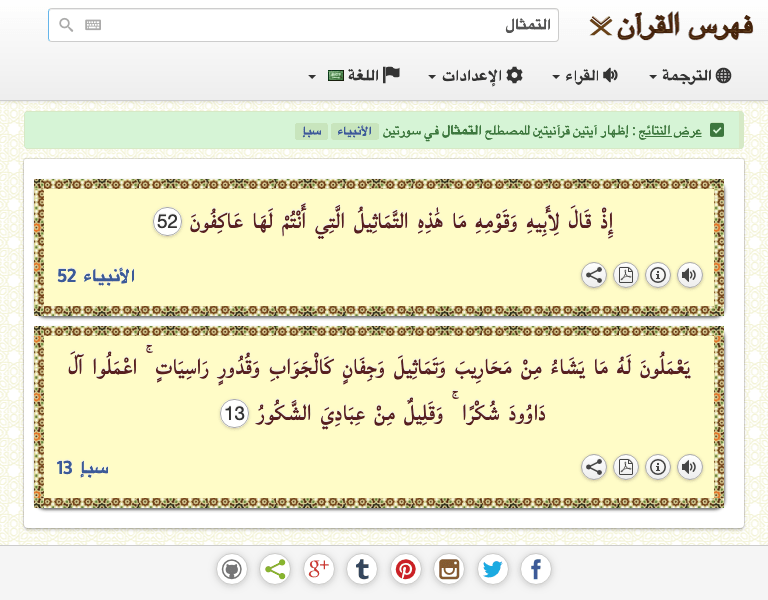 فهرس القرآن
التمثال
الترجمة
القراء
الإعدادات
اللغة
عرض النتائج : إظهار آيتين قرآنيتين للمصطلح التمثال في سورتين الأنبياء سبإ
إِذْ قَالَ لِأَبِيهِ وَقَوْمِهِ مَا هَٰذِهِ التَّمَاثِيلُ الَّتِي أَنْتُمْ لَهَا عَاكِفُونَ 52
الأنبياء 52
يَعْمَلُونَ لَهُ مَا يَشَاءُ مِنْ مَحَارِيبَ وَتَمَاثِيلَ وَجِفَانٍ كَالْجَوَابِ وَقُدُورٍ رَاسِيَاتٍ ۚ اعْمَلُوا آلَ
دَاوُودَ شُكْرًا ۚ وَقَلِيلٌ مِنْ عِبَادِيَ الشَّكُورُ 13
سبإ 13